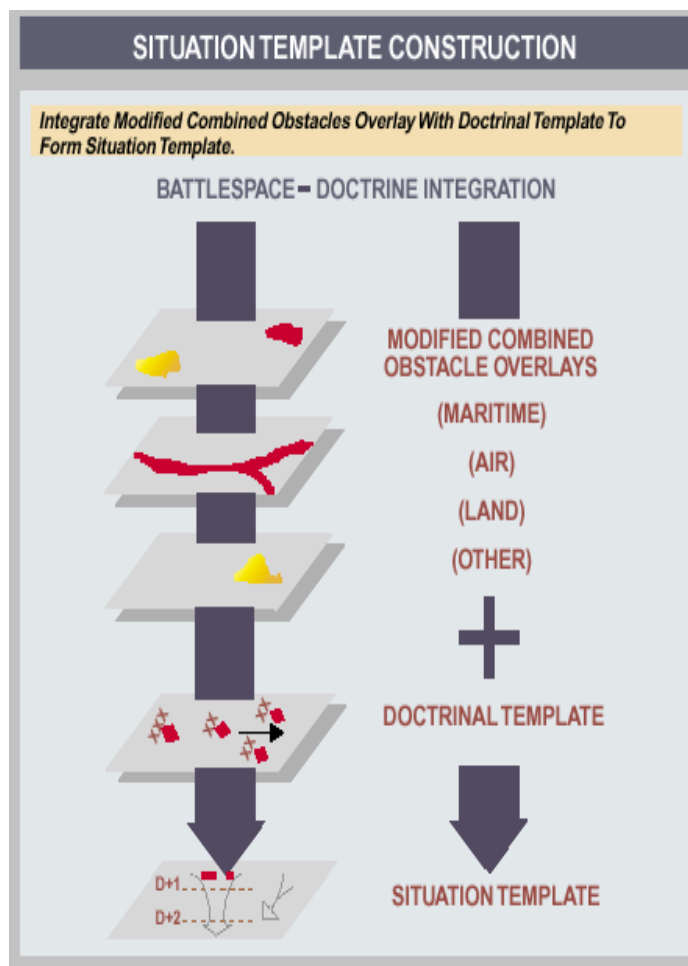 SITUATION TEMPLATE CONSTRUCTION
Integrate Modified Combined Obstacles Overlay With Doctrinal Template To
Form Situation Template.
BATTLESPACE – DOCTRINE INTEGRATION
MODIFIED COMBINED
OBSTACLE OVERLAYS
(MARITIME)
(AIR)
(LAND)
(OTHER)
DOCTRINAL TEMPLATE
SITUATION TEMPLATE
D+1
D+2